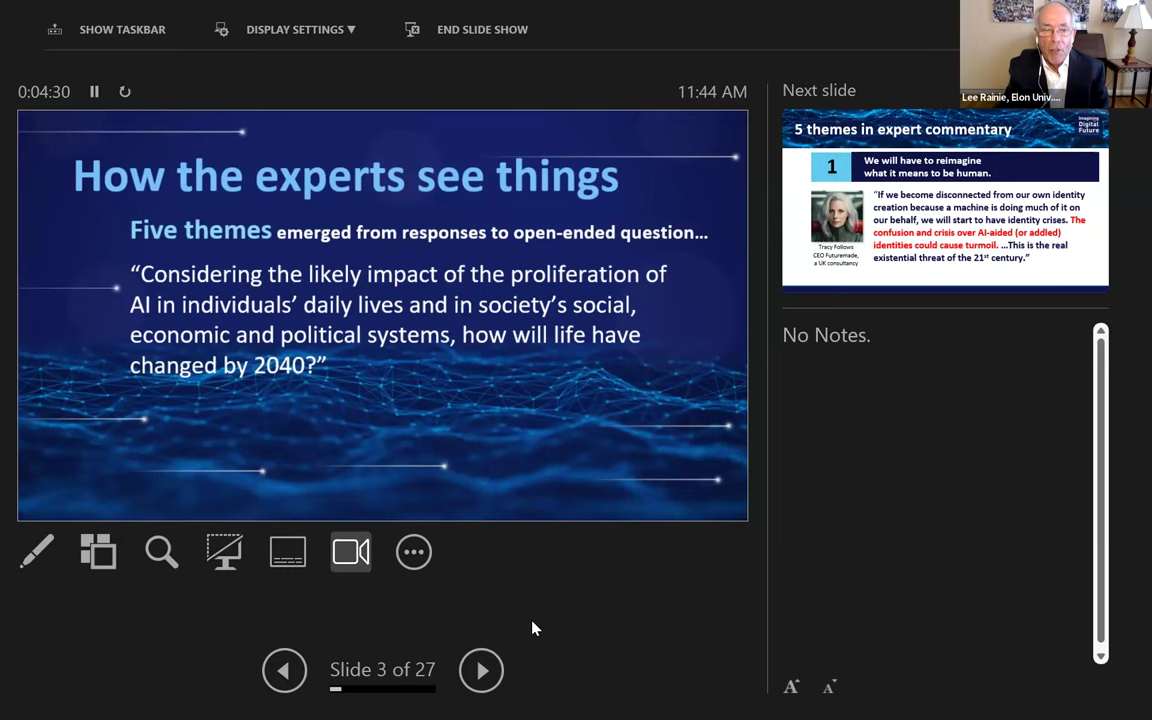 SHOW TASKBAR
DISPLAY SETTINGS ▼
END SLIDE SHOW
Lee Rainie, Elon Univ....
0:04:30
11:44 AM
How the experts see things
Five themes emerged from responses to open-ended question...
“Considering the likely impact of the proliferation of
AI in individuals’ daily lives and in society’s social,
economic and political systems, how will life have
changed by 2040?”
Slide 3 of 27
Next slide
5 themes in expert commentary
Imagining
Digital
Future
1
We will have to reimagine
what it means to be human.
“If we become disconnected from our own identity
creation because a machine is doing much of it on
our behalf, we will start to have identity crises. The
confusion and crisis over AI-aided (or addled)
identities could cause turmoil. ...This is the real
existential threat of the 21st century.”
Tracy Follows
CEO Futuremade,
a UK consultancy
No Notes.
A A